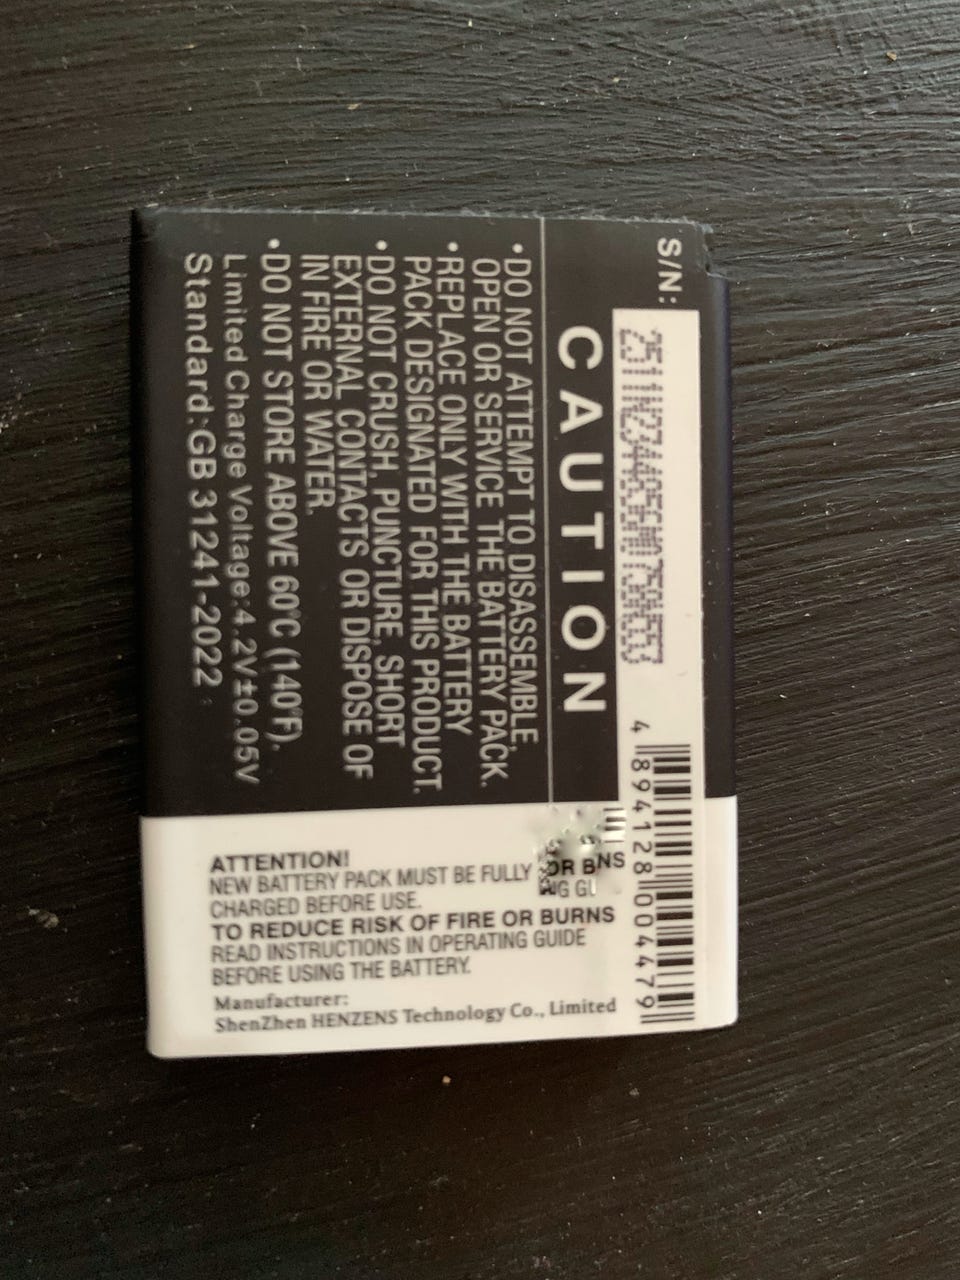 S/N:
4 894128 004479
CAUTION
•DO NOT ATTEMPT TO DISASSEMBLE,
OPEN OR SERVICE THE BATTERY PACK.
•REPLACE ONLY WITH THE BATTERY
PACK DESIGNATED FOR THIS PRODUCT.
•DO NOT CRUSH, PUNCTURE, SHORT
EXTERNAL CONTACTS OR DISPOSE OF
IN FIRE OR WATER.
•DO NOT STORE ABOVE 60°C (140°F).
Limited Charge Voltage:4.2V±0.05V
Standard:GB 31241-2022
ATTENTION!
NEW BATTERY PACK MUST BE FULLY
CHARGED BEFORE USE.
TO REDUCE RISK OF FIRE OR BURNS
READ INSTRUCTIONS IN OPERATING GUIDE
BEFORE USING THE BATTERY.
Manufacturer:
ShenZhen HENZENS Technology Co., Limited